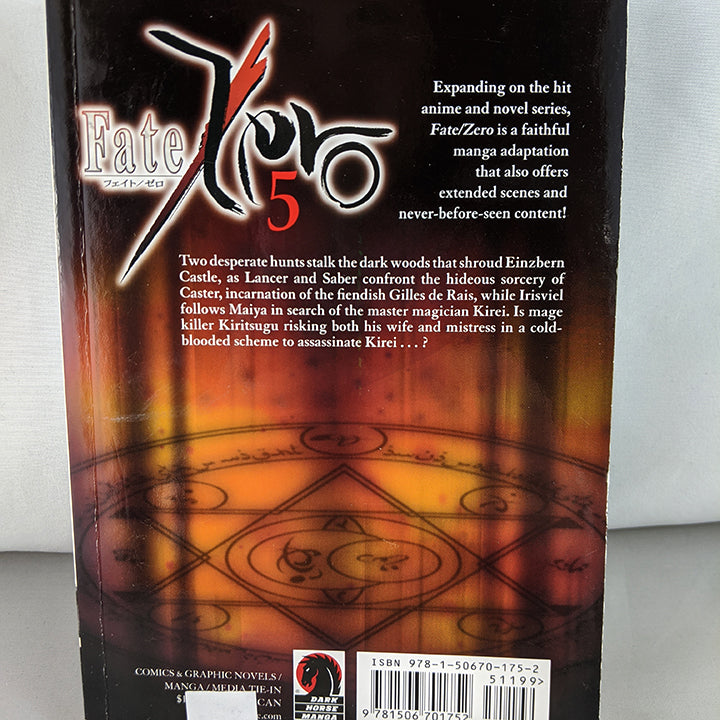 Fate
Zero
フェイト/ゼロ
5
Expanding on the hit
anime and novel series,
Fate/Zero is a faithful
manga adaptation
that also offers
extended scenes and
never-before-seen content!
Two desperate hunts stalk the dark woods that shroud Einzbern
Castle, as Lancer and Saber confront the hideous sorcery of
Caster, incarnation of the fiendish Gilles de Rais, while Irisviel
follows Maiya in search of the master magician Kirei. Is mage
killer Kiritsugu risking both his wife and mistress in a cold-
blooded scheme to assassinate Kirei . . . ?
COMICS & GRAPHIC NOVELS /
MANGA / MEDIA TIE-IN
DARK
HORSE
MANGA
ISBN 978-1-50670-175-2
51199>
9 781506 701752